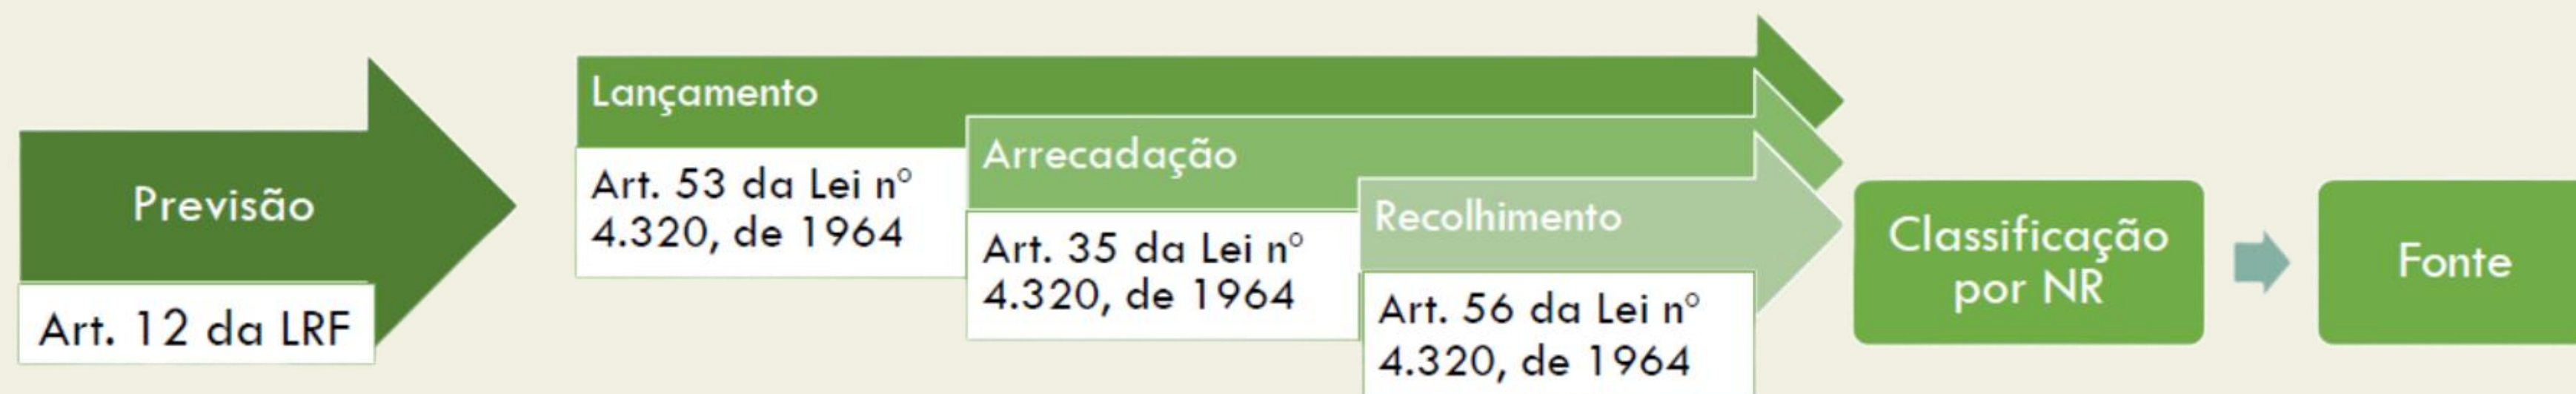 Previsão
Art. 12 da LRF
Lançamento
Art. 53 da Lei nº
4.320, de 1964
Arrecadação
Art. 35 da Lei nº
4.320, de 1964
Recolhimento
Art. 56 da Lei nº
4.320, de 1964
Classificação
por NR
Fonte